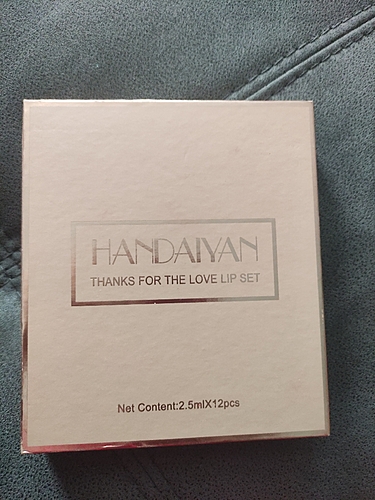 HANDAIYAN
THANKS FOR THE LOVE LIP SET
Net Content:2.5mlX12pcs